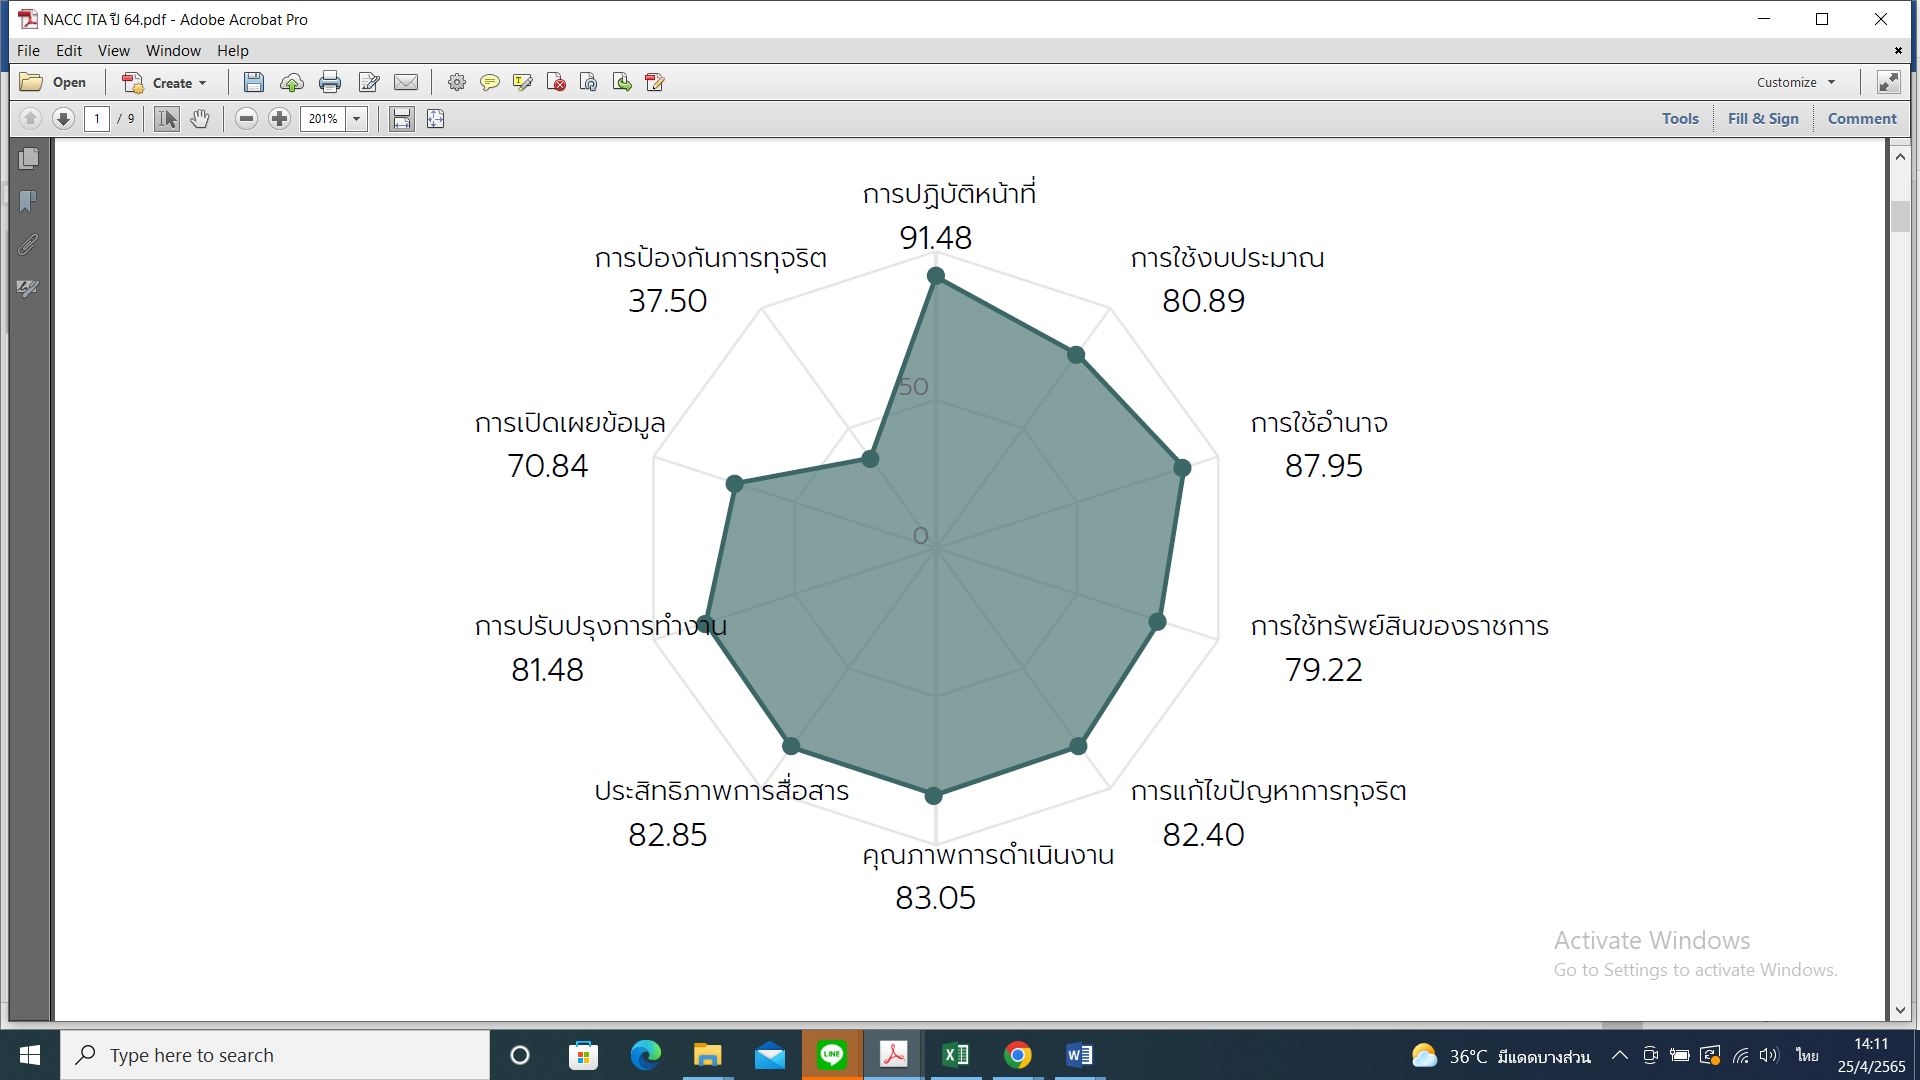 NACC ITA ปี 64.pdf - Adobe Acrobat Pro
File Edit View Window Help
Open Create Customize
1 / 9 201% Tools Fill & Sign Comment
การปฏิบัติหน้าที่
91.48
การป้องกันการทุจริต
37.50
การใช้งบประมาณ
80.89
50
การเปิดเผยข้อมูล
70.84
การใช้อำนาจ
87.95
0
การปรับปรุงการทำงาน
81.48
การใช้ทรัพย์สินของราชการ
79.22
ประสิทธิภาพการสื่อสาร
82.85
การแก้ไขปัญหาการทุจริต
82.40
คุณภาพการดำเนินงาน
83.05
Activate Windows
Go to Settings to activate Windows.
Type here to search
LINE
36°C มีแดดบางส่วน
ไทย
14:11
25/4/2565